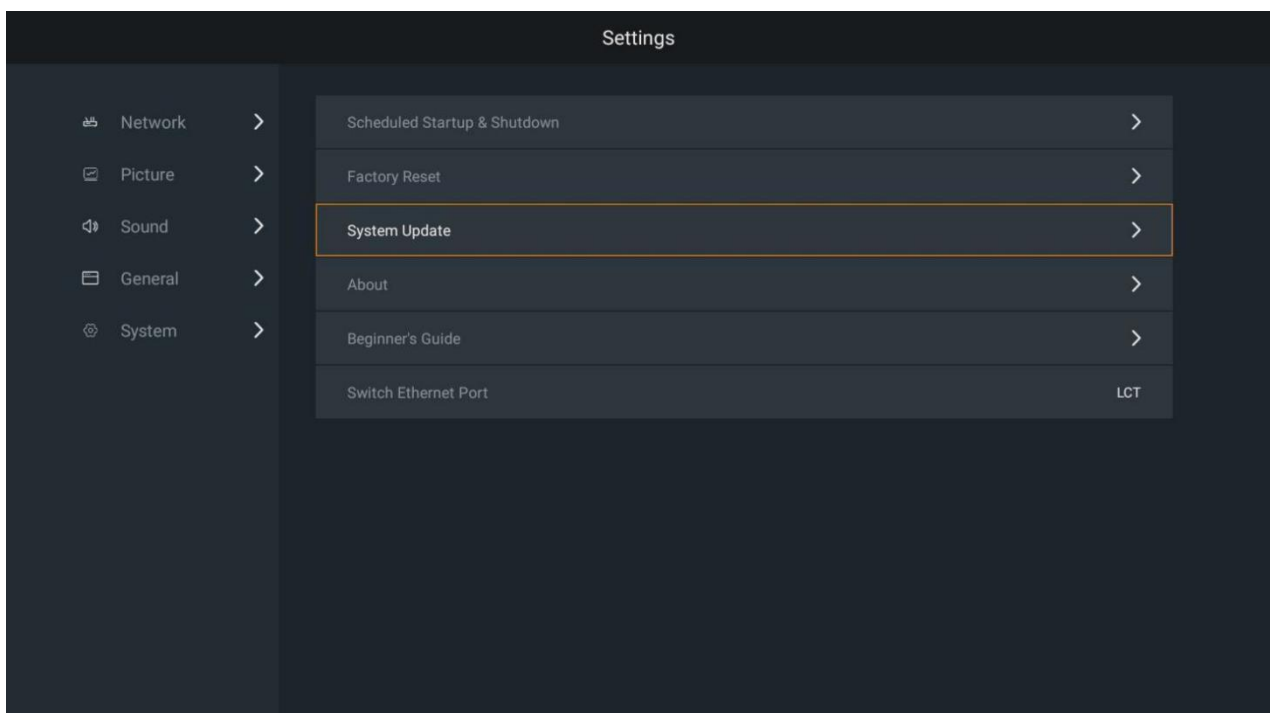 Settings
Network
Picture
Sound
General
System
Scheduled Startup & Shutdown
Factory Reset
System Update
About
Beginner's Guide
Switch Ethernet Port LCT